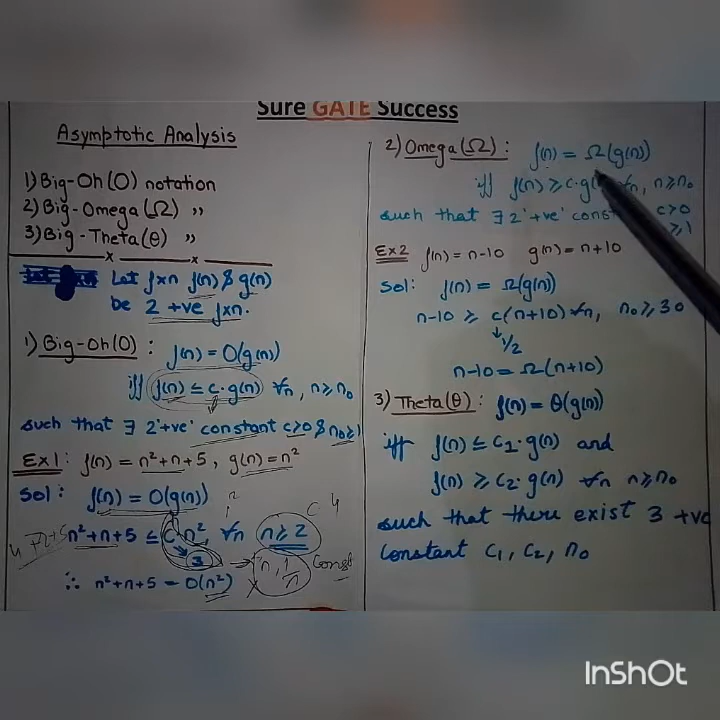 Sure GATE Success
Asymptotic Analysis
1) Big-Oh(O) notation
2) Big-Omega(Ω) ,,
3) Big-Theta(θ) ,,
Let fxn f(n) & g(n)
be 2 +ve fxn.
1) Big-Oh(O) : f(n) = O(g(n))
iff f(n) ≤ c·g(n) ∀n, n≥n₀
such that ∃ 2 '+ve' constant c>0 & n₀≥1
Ex1: f(n) = n²+n+5, g(n) = n²
Sol: f(n) = O(g(n))
n²+n+5 ≤ c·n², ∀n n≥2
3
∴ n²+n+5 = O(n²)
2) Omega(Ω) : f(n) = Ω(g(n))
iff f(n) ≥ c·g( ∀n, n≥n₀
such that ∃ 2 '+ve' const c>0
≥1
Ex2 f(n) = n-10 g(n) = n+10
Sol: f(n) = Ω(g(n))
n-10 ≥ c(n+10) ∀n, n₀≥30
1/2
n-10 = Ω(n+10)
3) Theta(θ) : f(n) = θ(g(n))
iff f(n) ≤ c₁·g(n) and
f(n) ≥ c₂·g(n) ∀n n≥n₀
such that there exist 3 +ve
constant c₁, c₂, n₀
InShOt